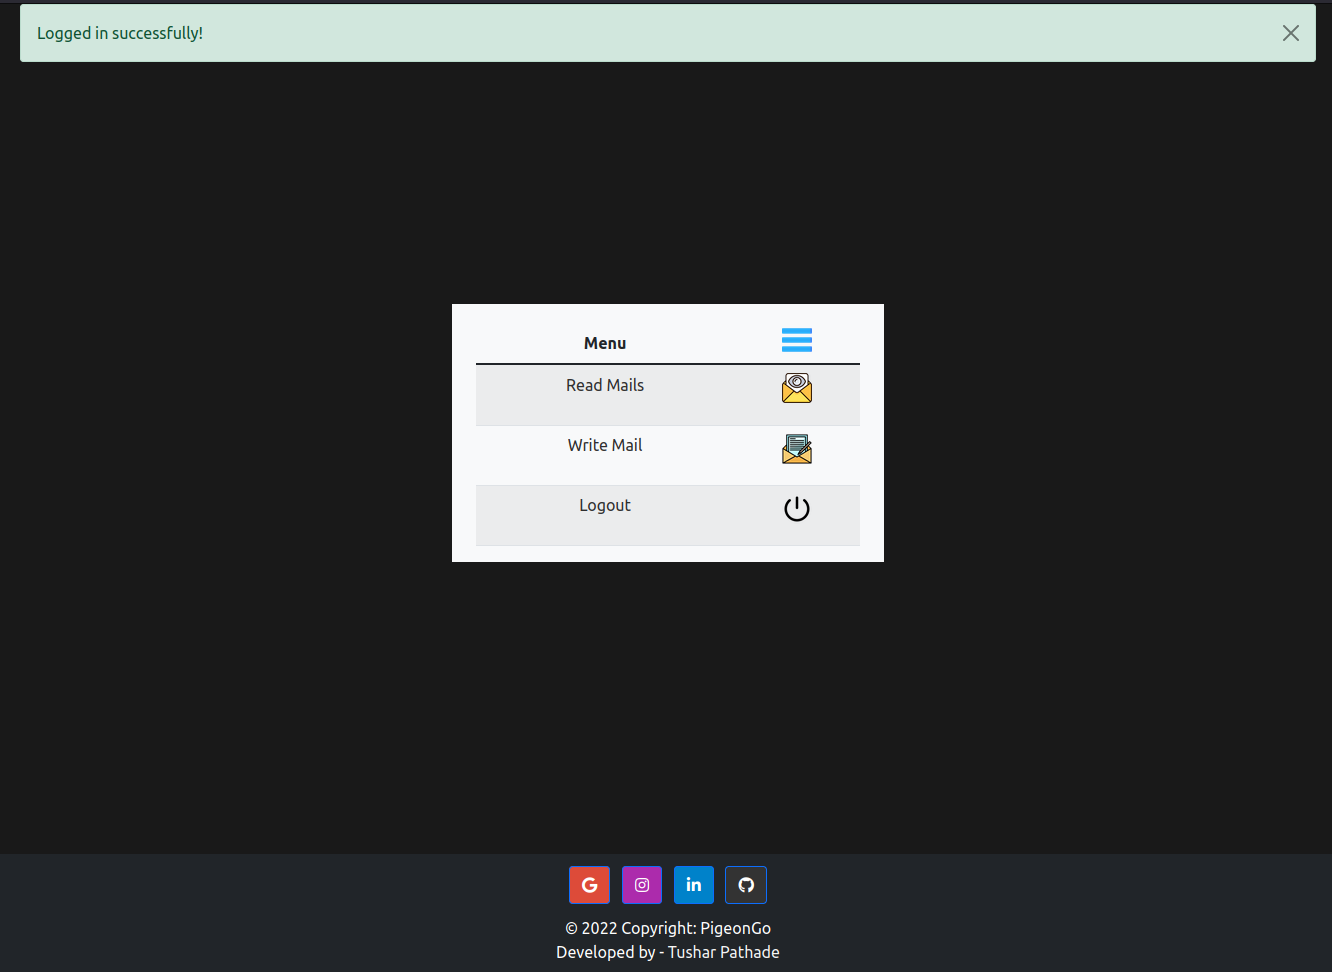 Logged in successfully!
Menu
Read Mails
Write Mail
Logout
© 2022 Copyright: PigeonGo
Developed by - Tushar Pathade